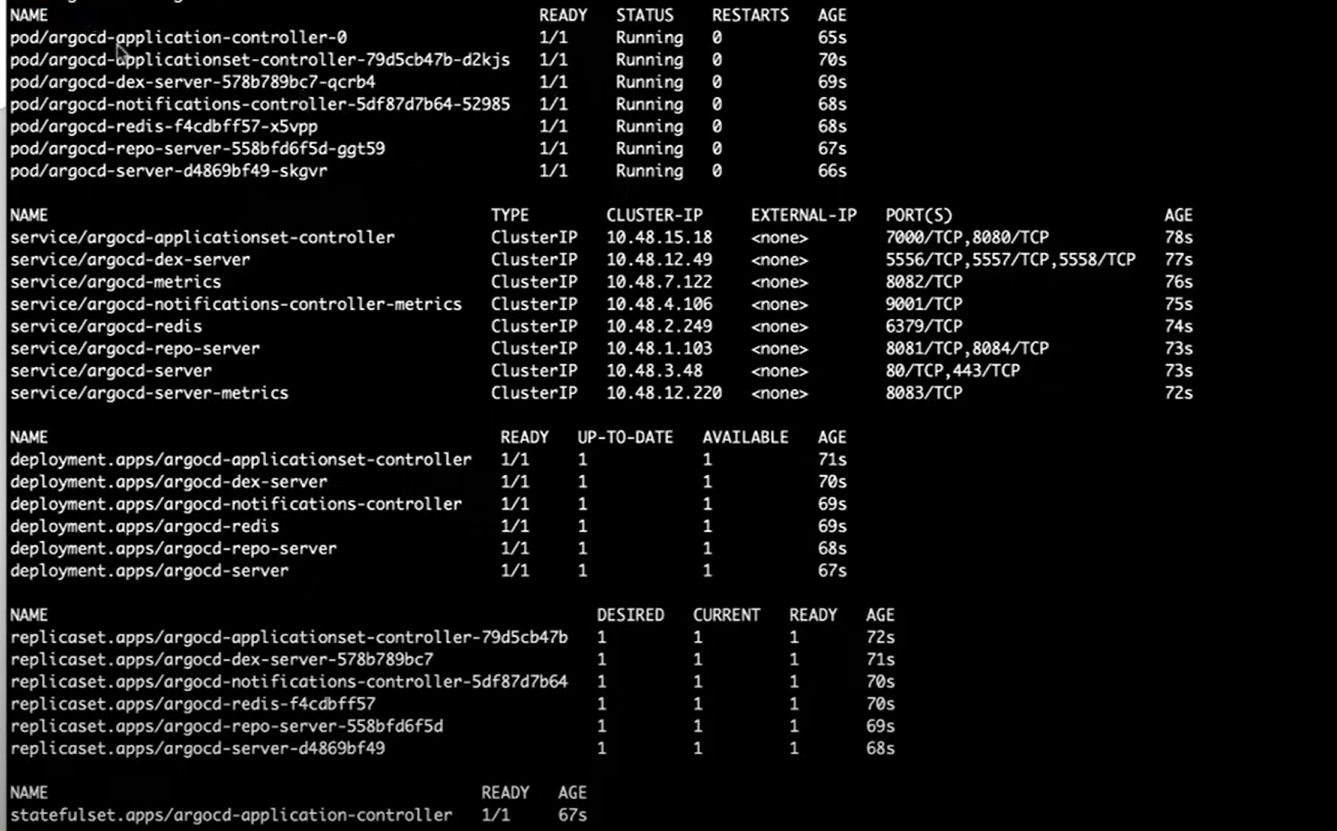 NAME READY STATUS RESTARTS AGE
pod/argocd-application-controller-0 1/1 Running 0 65s
pod/argocd-applicationset-controller-79d5cb47b-d2kjs 1/1 Running 0 70s
pod/argocd-dex-server-578b789bc7-qcrb4 1/1 Running 0 69s
pod/argocd-notifications-controller-5df87d7b64-52985 1/1 Running 0 68s
pod/argocd-redis-f4cdbff57-x5vpp 1/1 Running 0 68s
pod/argocd-repo-server-558bfd6f5d-ggt59 1/1 Running 0 67s
pod/argocd-server-d4869bf49-skgvr 1/1 Running 0 66s
NAME TYPE CLUSTER-IP EXTERNAL-IP PORT(S) AGE
service/argocd-applicationset-controller ClusterIP 10.48.15.18 <none> 7000/TCP,8080/TCP 78s
service/argocd-dex-server ClusterIP 10.48.12.49 <none> 5556/TCP,5557/TCP,5558/TCP 77s
service/argocd-metrics ClusterIP 10.48.7.122 <none> 8082/TCP 76s
service/argocd-notifications-controller-metrics ClusterIP 10.48.4.106 <none> 9001/TCP 75s
service/argocd-redis ClusterIP 10.48.2.249 <none> 6379/TCP 74s
service/argocd-repo-server ClusterIP 10.48.1.103 <none> 8081/TCP,8084/TCP 73s
service/argocd-server ClusterIP 10.48.3.48 <none> 80/TCP,443/TCP 73s
service/argocd-server-metrics ClusterIP 10.48.12.220 <none> 8083/TCP 72s
NAME READY UP-TO-DATE AVAILABLE AGE
deployment.apps/argocd-applicationset-controller 1/1 1 1 71s
deployment.apps/argocd-dex-server 1/1 1 1 70s
deployment.apps/argocd-notifications-controller 1/1 1 1 69s
deployment.apps/argocd-redis 1/1 1 1 69s
deployment.apps/argocd-repo-server 1/1 1 1 68s
deployment.apps/argocd-server 1/1 1 1 67s
NAME DESIRED CURRENT READY AGE
replicaset.apps/argocd-applicationset-controller-79d5cb47b 1 1 1 72s
replicaset.apps/argocd-dex-server-578b789bc7 1 1 1 71s
replicaset.apps/argocd-notifications-controller-5df87d7b64 1 1 1 70s
replicaset.apps/argocd-redis-f4cdbff57 1 1 1 70s
replicaset.apps/argocd-repo-server-558bfd6f5d 1 1 1 69s
replicaset.apps/argocd-server-d4869bf49 1 1 1 68s
NAME READY AGE
statefulset.apps/argocd-application-controller 1/1 67s